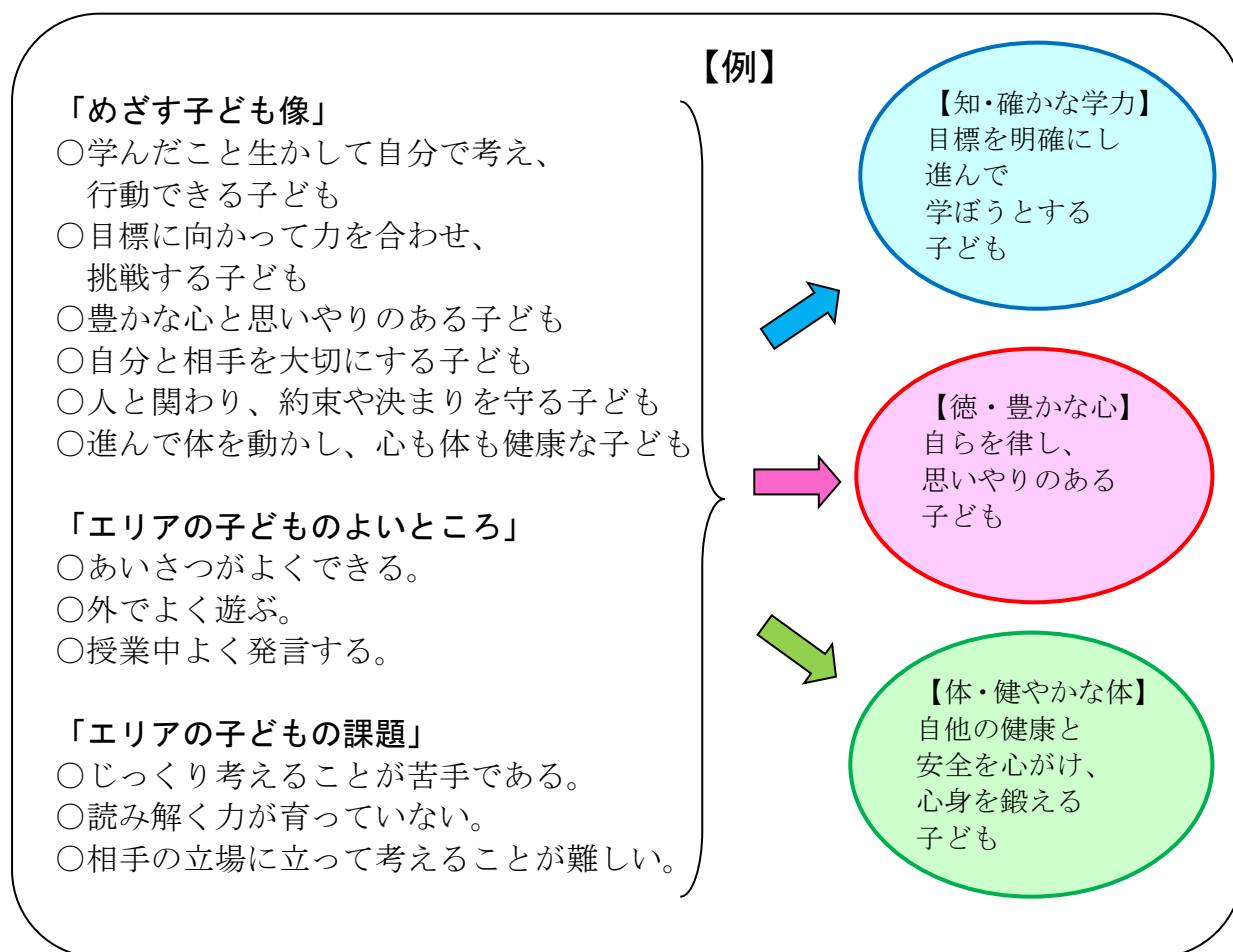 【例】
「めざす子ども像」
○学んだこと生かして自分で考え、
行動できる子ども
○目標に向かって力を合わせ、
挑戦する子ども
○豊かな心と思いやりのある子ども
○自分と相手を大切にする子ども
○人と関わり、約束や決まりを守る子ども
○進んで体を動かし、心も体も健康な子ども
「エリアの子どものよいところ」
○あいさつがよくできる。
○外でよく遊ぶ。
○授業中よく発言する。
「エリアの子どもの課題」
○じっくり考えることが苦手である。
○読み解く力が育っていない。
○相手の立場に立って考えることが難しい。
【知・確かな学力】
目標を明確にし
進んで
学ぼうとする
子ども
【徳・豊かな心】
自らを律し、
思いやりのある
子ども
【体・健やかな体】
自他の健康と
安全を心がけ、
心身を鍛える
子ども